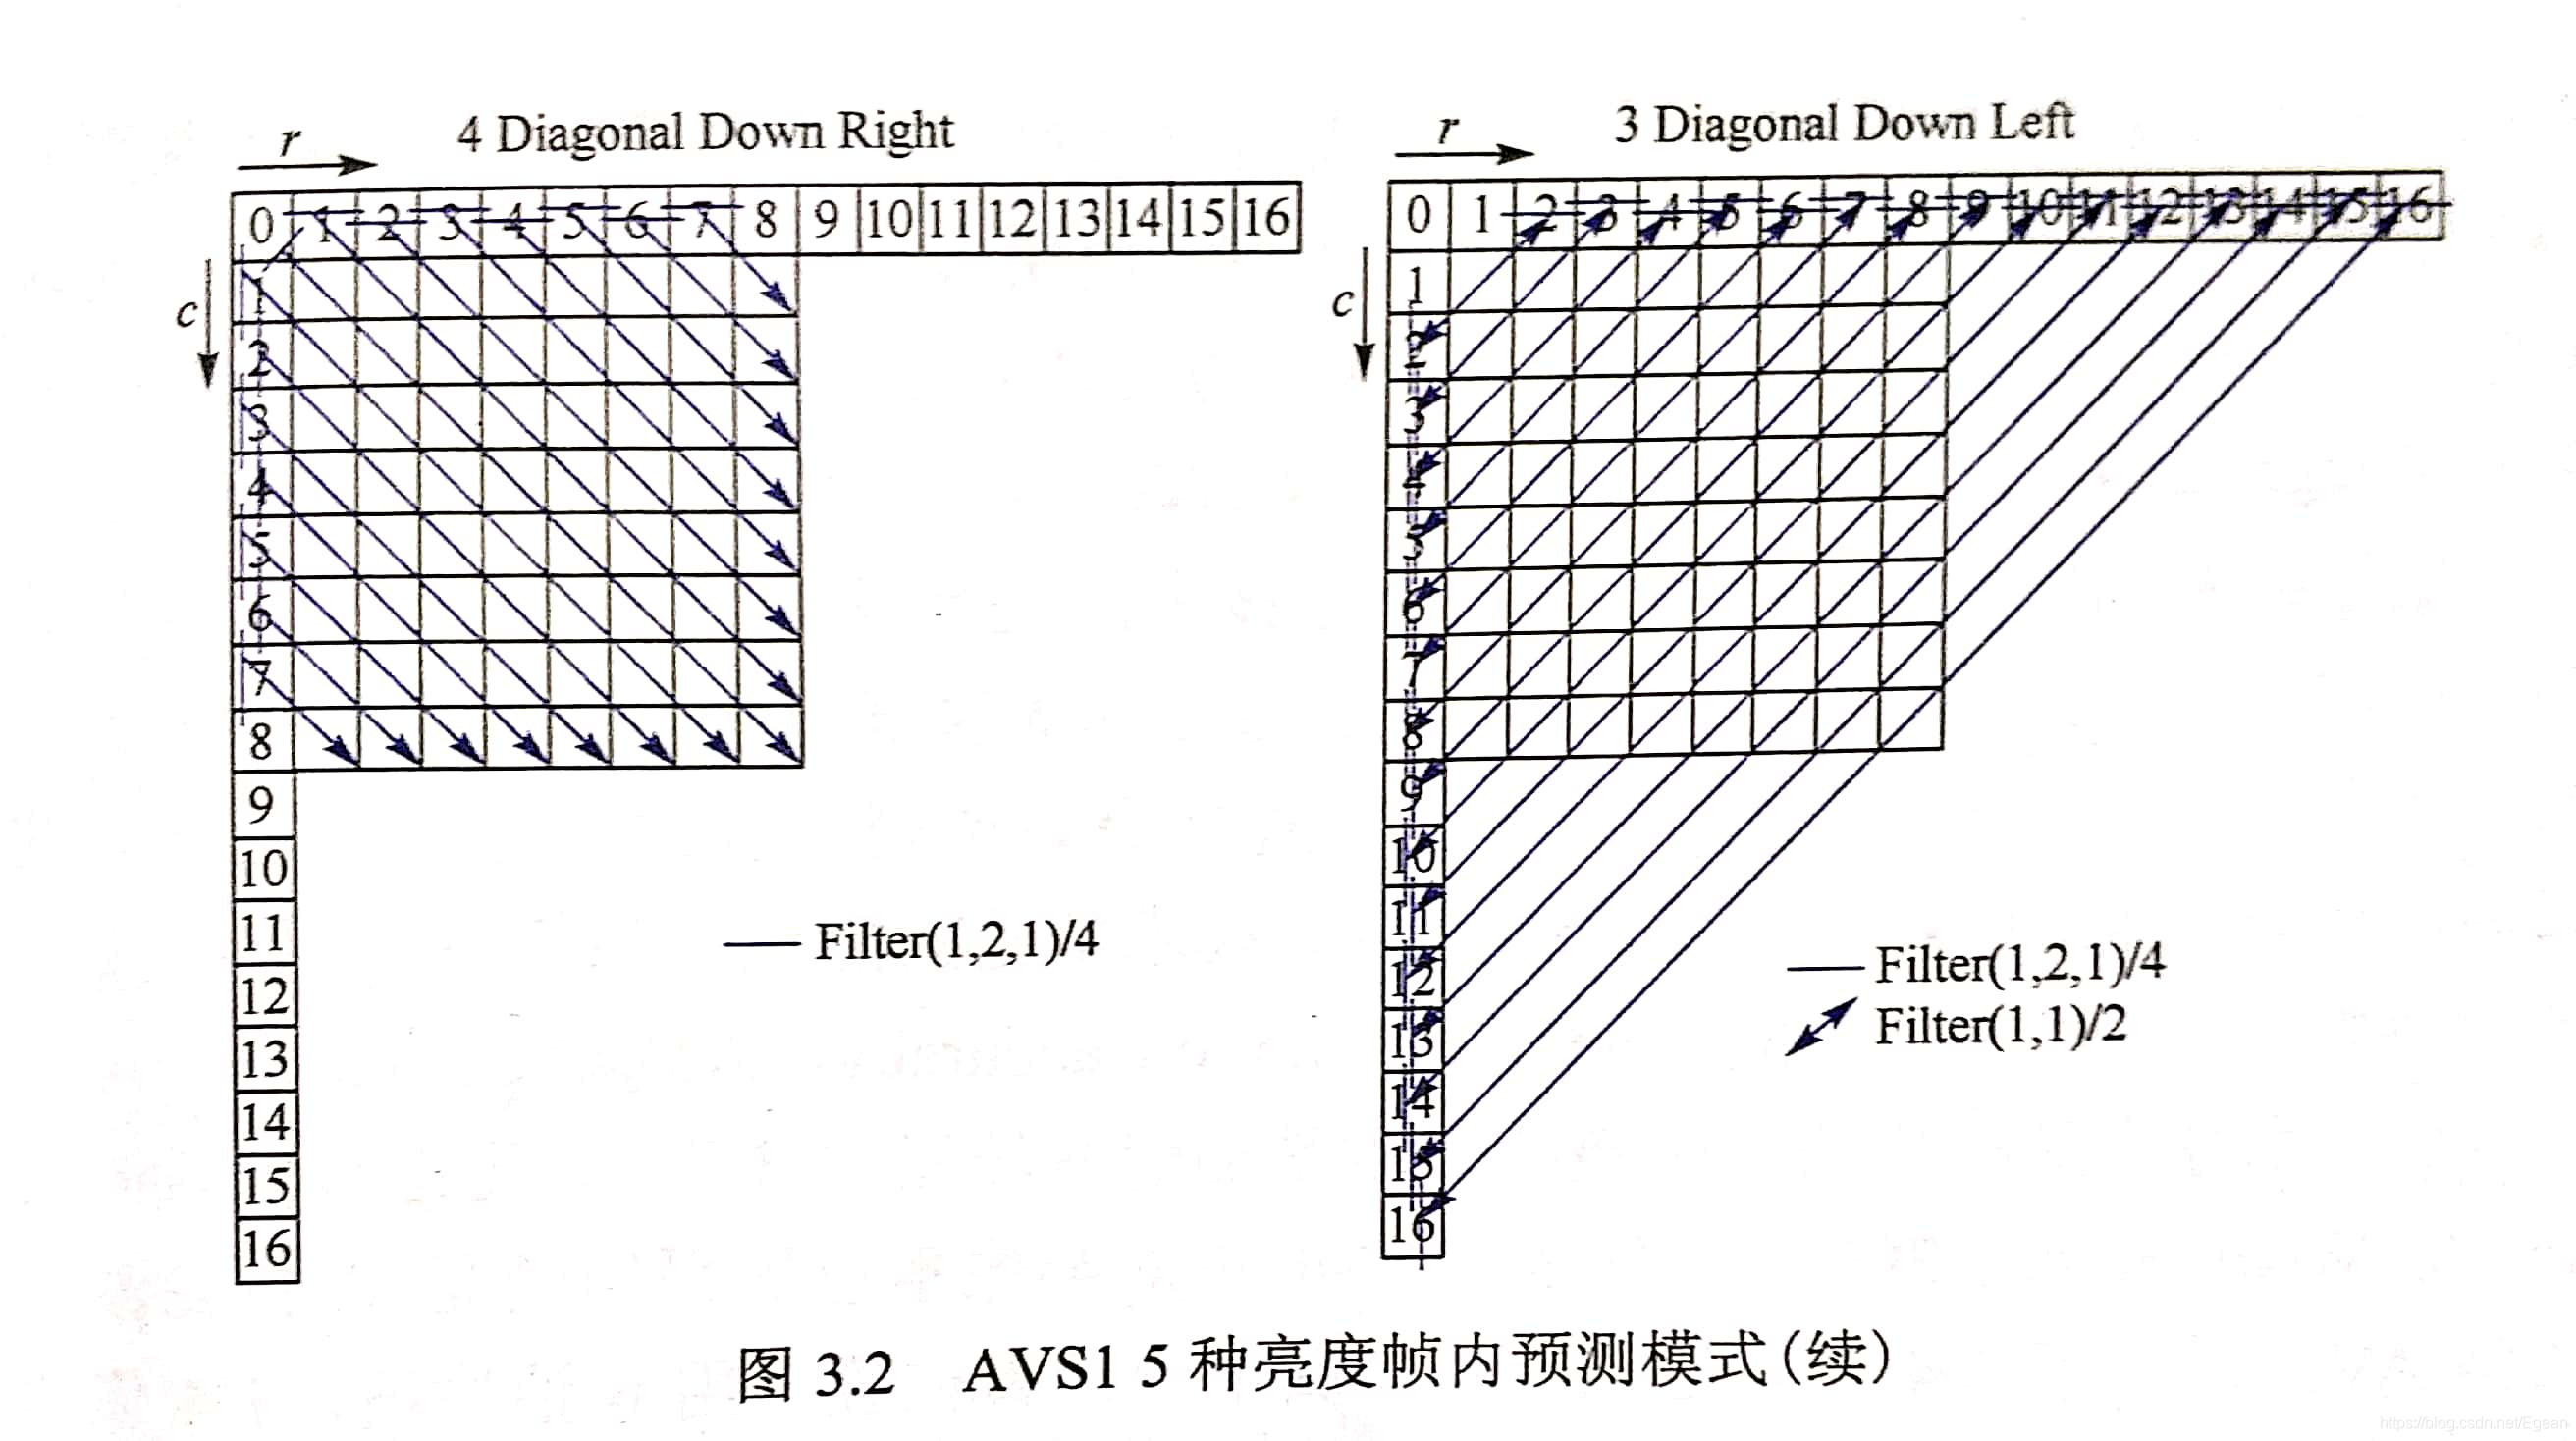 4 Diagonal Down Right
r
0 1 2 3 4 5 6 7 8 9 10 11 12 13 14 15 16
c
1
2
3
4
5
6
7
8
9
10
11
12
13
14
15
16
Filter(1,2,1)/4
3 Diagonal Down Left
r
0 1 2 3 4 5 6 7 8 9 10 11 12 13 14 15 16
c
1
2
3
4
5
6
7
8
9
10
11
12
13
14
15
16
Filter(1,2,1)/4
Filter(1,1)/2
图 3.2 AVS1 5 种亮度帧内预测模式(续)
https://blog.csdn.net/Egean